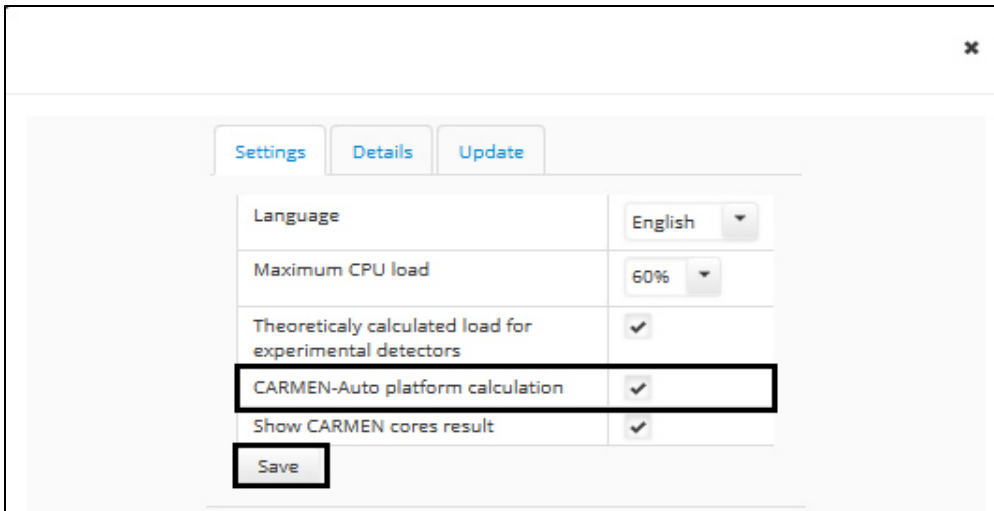 Settings
Details
Update
Language
English
Maximum CPU load
60%
Theoreticaly calculated load for
experimental detectors
CARMEN-Auto platform calculation
Show CARMEN cores result
Save